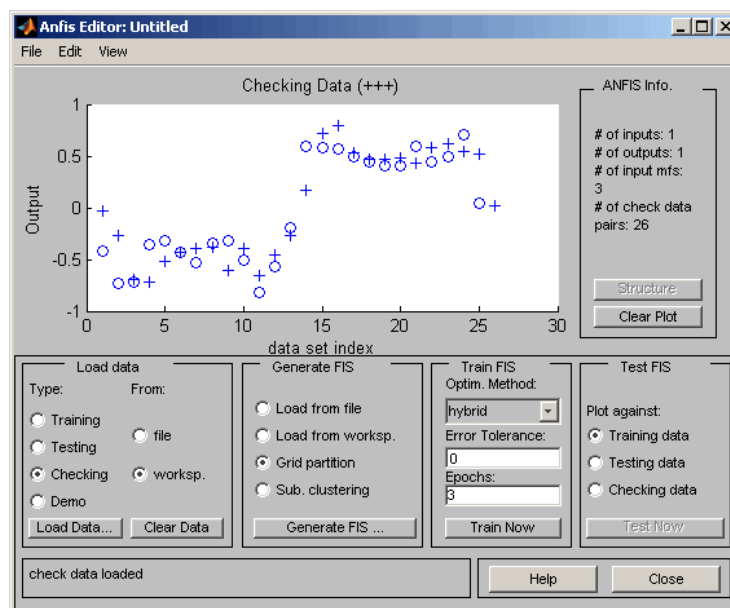 Anfis Editor: Untitled
File Edit View
Checking Data (+++)
1
0.5
0
-0.5
-1
Output
0 5 10 15 20 25 30
data set index
ANFIS Info.
# of inputs: 1
# of outputs: 1
# of input mfs:
3
# of check data
pairs: 26
Structure
Clear Plot
Load data
Type: From:
Training
Testing
Checking
Demo
file
worksp.
Load Data... Clear Data
Generate FIS
Load from file
Load from worksp.
Grid partition
Sub. clustering
Generate FIS ...
Train FIS
Optim. Method:
hybrid
Error Tolerance:
0
Epochs:
3
Train Now
Test FIS
Plot against:
Training data
Testing data
Checking data
Test Now
check data loaded
Help Close